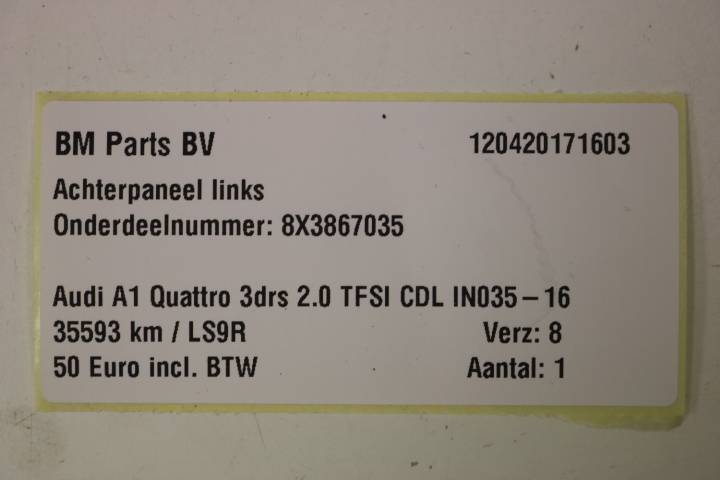 BM Parts BV 120420171603
Achterpaneel links
Onderdeelnummer: 8X3867035
Audi A1 Quattro 3drs 2.0 TFSI CDL IN035-16
35593 km / LS9R Verz: 8
50 Euro incl. BTW Aantal: 1